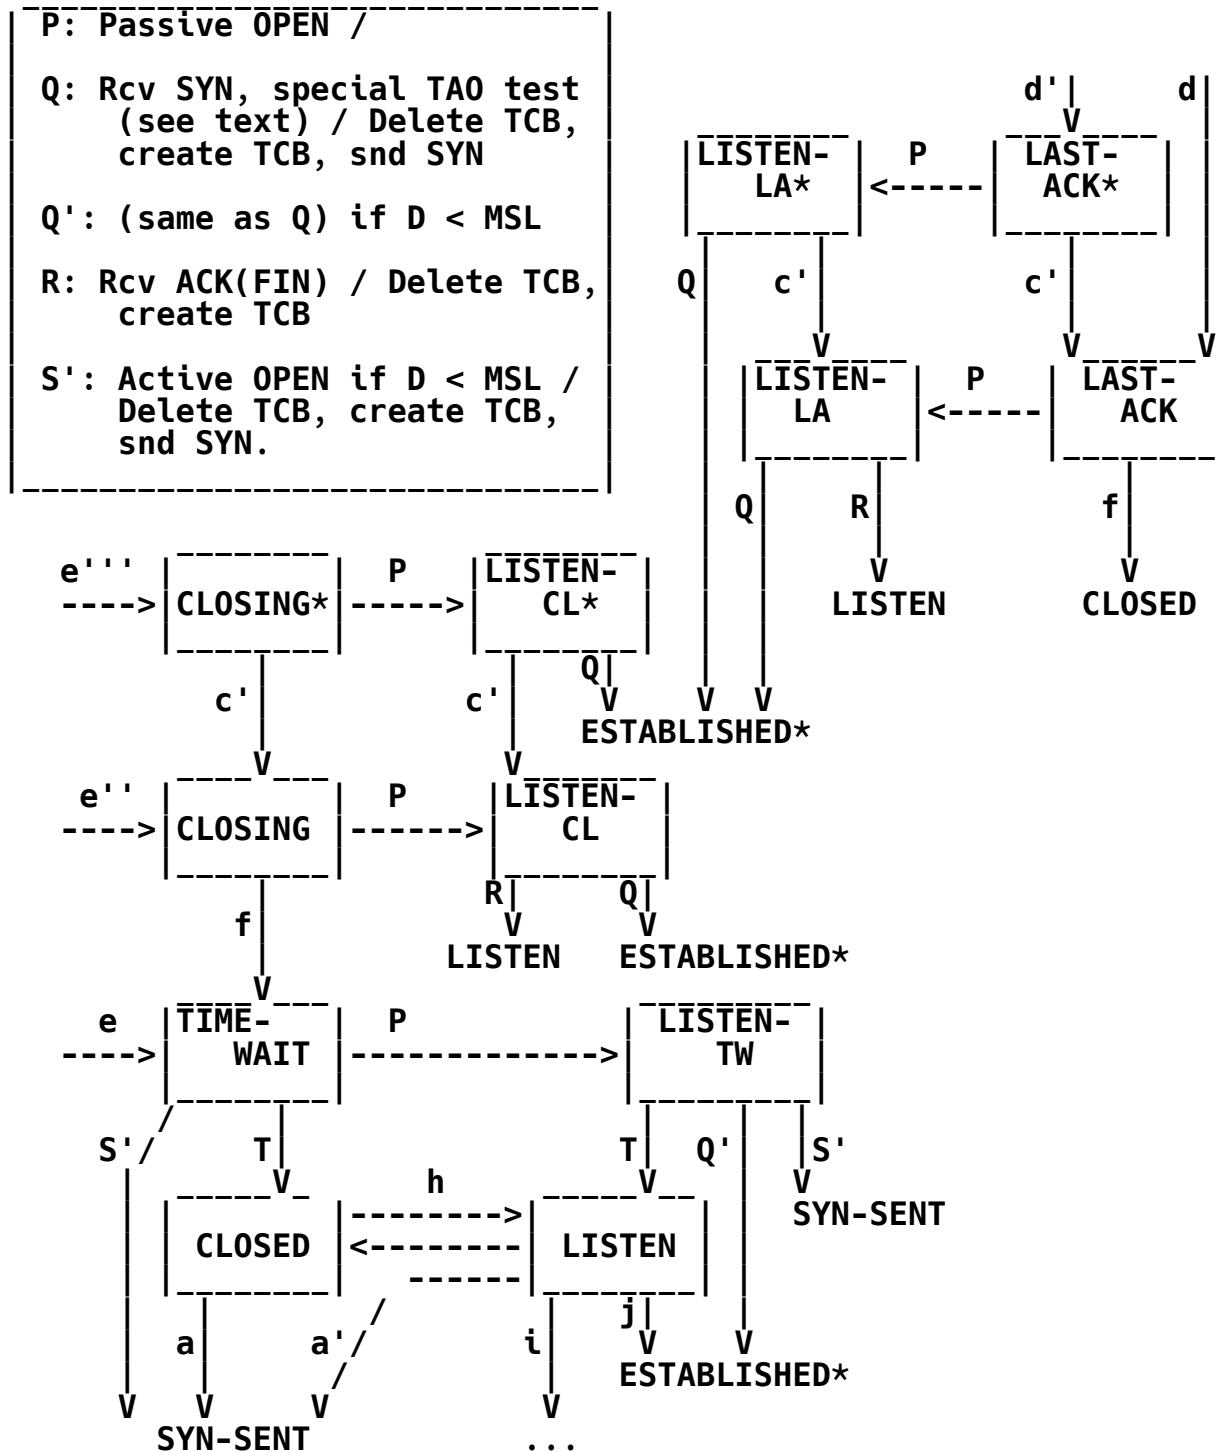 P: Passive OPEN /
Q: Rcv SYN, special TAO test
(see text) / Delete TCB,
create TCB, snd SYN
Q': (same as Q) if D < MSL
R: Rcv ACK(FIN) / Delete TCB,
create TCB
S': Active OPEN if D < MSL /
Delete TCB, create TCB,
snd SYN.
d'| d|
V
LISTEN- P LAST-
LA* <----- ACK*
Q c' c'
V V V
LISTEN- P LAST-
LA <----- ACK
Q R f
e''' P LISTEN- V V
----> CLOSING* -----> CL* LISTEN CLOSED
Q
c' c' V V V
ESTABLISHED*
V V
e'' P LISTEN-
----> CLOSING ------> CL
R Q
f V V
LISTEN ESTABLISHED*
V
e TIME- P LISTEN-
----> WAIT -------------> TW
S' T T Q' S'
V h V V
--------> SYN-SENT
CLOSED <-------- LISTEN
------
j
a a' i V V
ESTABLISHED*
V V V V
SYN-SENT ...